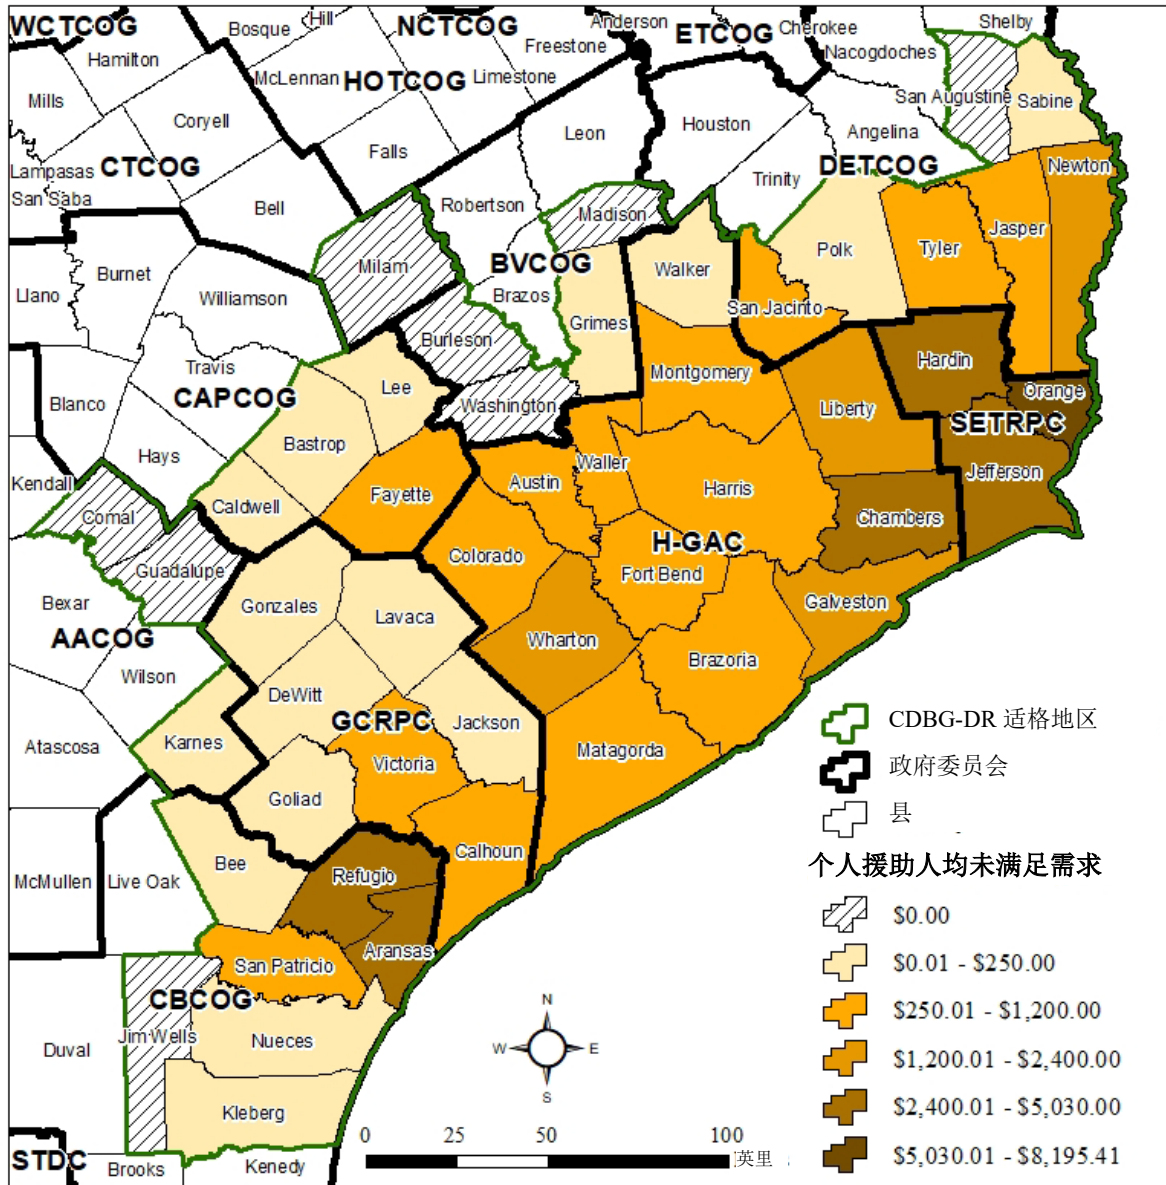 WCTCOG
Hill
Bosque
NCTCOG
Anderson
ETCOG
Cherokee
Shelby
Hamilton
Freestone
Nacogdoches
McLennan
HOTCOG
Limestone
Mills
San Augustine
Sabine
Coryell
Leon
Houston
Angelina
Falls
Lampasas
CTCOG
DETCOG
Newton
San Saba
Bell
Robertson
Trinity
Madison
Jasper
Polk
Tyler
Milam
BVCOG
Walker
Burnet
Llano
Williamson
Brazos
San Jacinto
Grimes
Burleson
Hardin
Travis
Montgomery
Lee
Orange
Blanco
CAPCOG
Washington
Liberty
SETRPC
Bastrop
Hays
Waller
Jefferson
Kendall
Austin
Harris
Fayette
Caldwell
Comal
Chambers
H-GAC
Colorado
Guadalupe
Fort Bend
Bexar
Gonzales
Lavaca
Galveston
AACOG
Wharton
Brazoria
Wilson
DeWitt
GCRPC
Jackson
Karnes
Atascosa
Matagorda
Victoria
Goliad
Calhoun
Bee
Refugio
McMullen
Live Oak
Aransas
San Patricio
CBCOG
Jim Wells
Nueces
Duval
Kleberg
STDC
Brooks
Kenedy
CDBG-DR 适格地区
政府委员会
县
个人援助人均未满足需求
$0.00
$0.01 - $250.00
$250.01 - $1,200.00
$1,200.01 - $2,400.00
$2,400.01 - $5,030.00
$5,030.01 - $8,195.41
N
W
E
S
0
25
50
100
英里